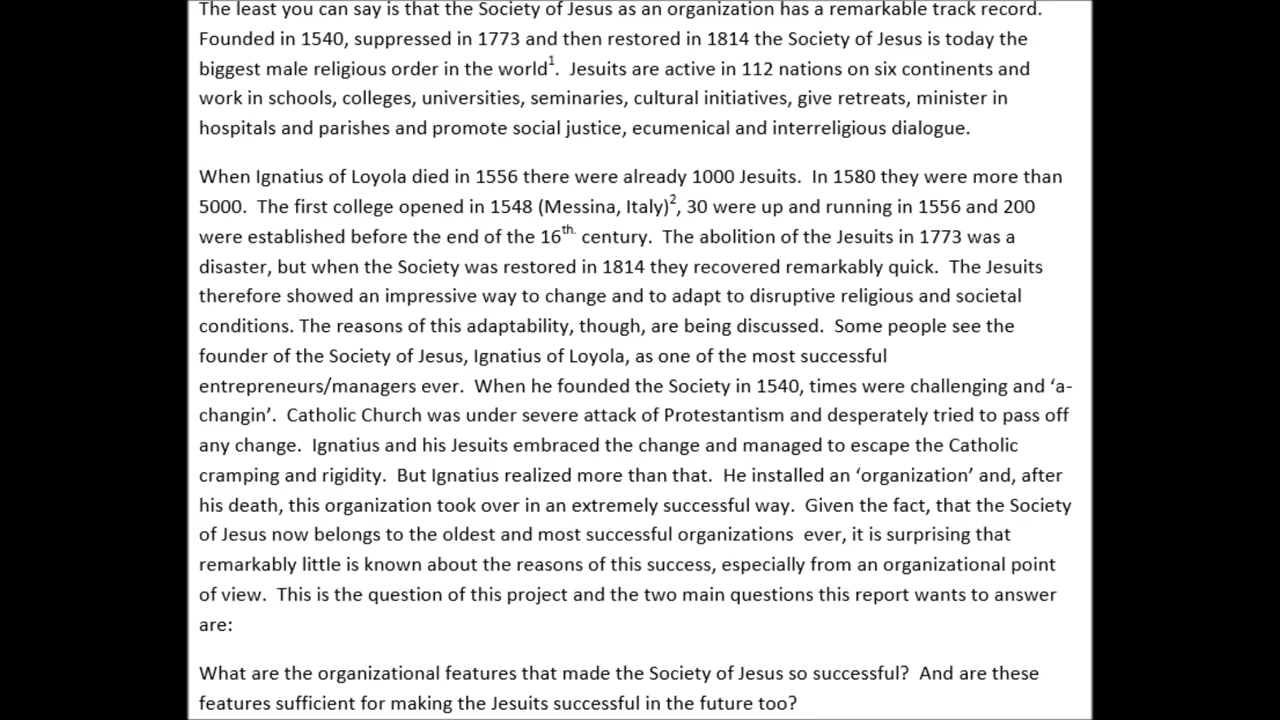 The least you can say is that the Society of Jesus as an organization has a remarkable track record.
Founded in 1540, suppressed in 1773 and then restored in 1814 the Society of Jesus is today the
biggest male religious order in the world1.  Jesuits are active in 112 nations on six continents and
work in schools, colleges, universities, seminaries, cultural initiatives, give retreats, minister in
hospitals and parishes and promote social justice, ecumenical and interreligious dialogue.
When Ignatius of Loyola died in 1556 there were already 1000 Jesuits.  In 1580 they were more than
5000.  The first college opened in 1548 (Messina, Italy)2, 30 were up and running in 1556 and 200
were established before the end of the 16th. century.  The abolition of the Jesuits in 1773 was a
disaster, but when the Society was restored in 1814 they recovered remarkably quick.  The Jesuits
therefore showed an impressive way to change and to adapt to disruptive religious and societal
conditions. The reasons of this adaptability, though, are being discussed.  Some people see the
founder of the Society of Jesus, Ignatius of Loyola, as one of the most successful
entrepreneurs/managers ever.  When he founded the Society in 1540, times were challenging and ‘a-
changin’.  Catholic Church was under severe attack of Protestantism and desperately tried to pass off
any change.  Ignatius and his Jesuits embraced the change and managed to escape the Catholic
cramping and rigidity.  But Ignatius realized more than that.  He installed an ‘organization’ and, after
his death, this organization took over in an extremely successful way.  Given the fact, that the Society
of Jesus now belongs to the oldest and most successful organizations  ever, it is surprising that
remarkably little is known about the reasons of this success, especially from an organizational point
of view.  This is the question of this project and the two main questions this report wants to answer
are:
What are the organizational features that made the Society of Jesus so successful?  And are these
features sufficient for making the Jesuits successful in the future too?